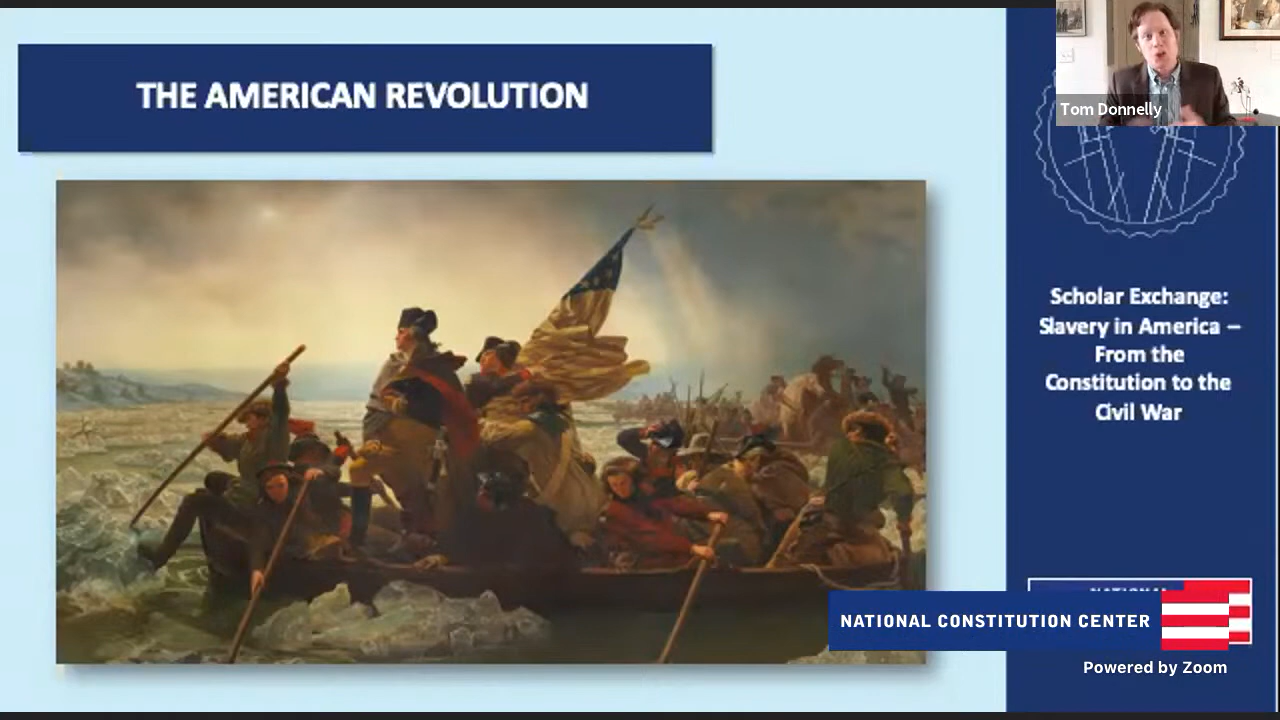 THE AMERICAN REVOLUTION
Tom Donnelly
Scholar Exchange:
Slavery in America –
From the
Constitution to the
Civil War
NATIONAL
NATIONAL CONSTITUTION CENTER
Powered by Zoom